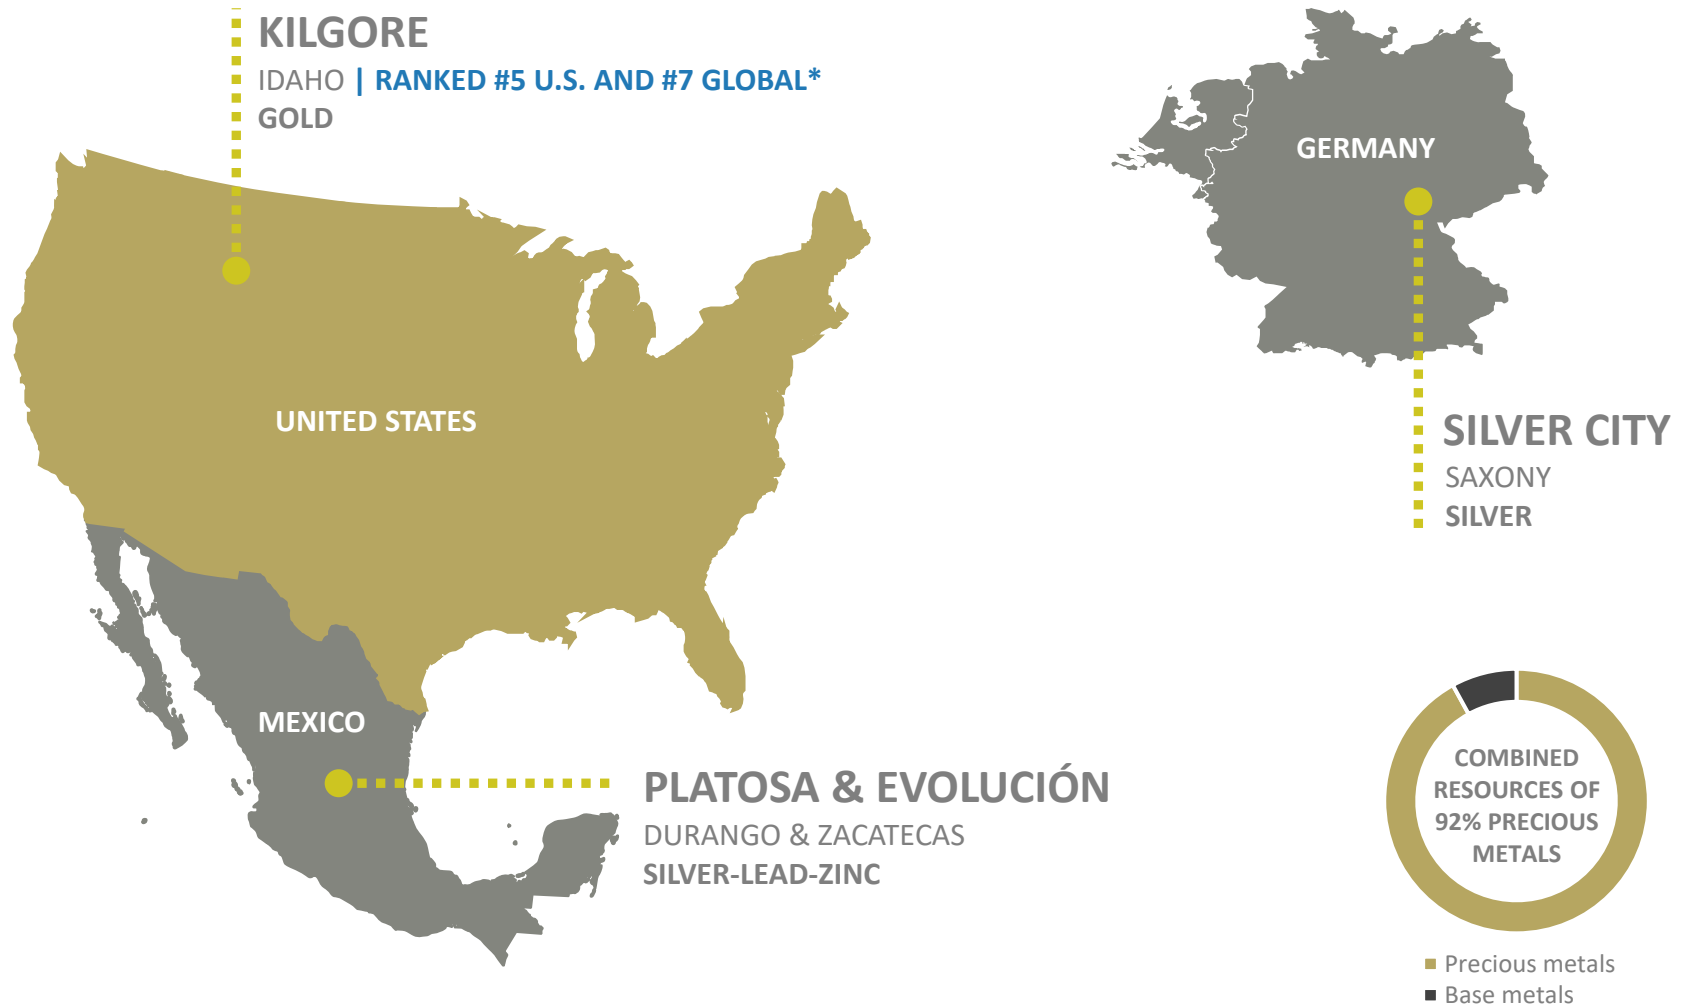 KILGORE
IDAHO | RANKED #5 U.S. AND #7 GLOBAL*
GOLD
GERMANY
UNITED STATES
SILVER CITY
SAXONY
SILVER
MEXICO
PLATOSA & EVOLUCIÓN
DURANGO & ZACATECAS
SILVER-LEAD-ZINC
COMBINED
RESOURCES OF
92% PRECIOUS
METALS
Precious metals
Base metals